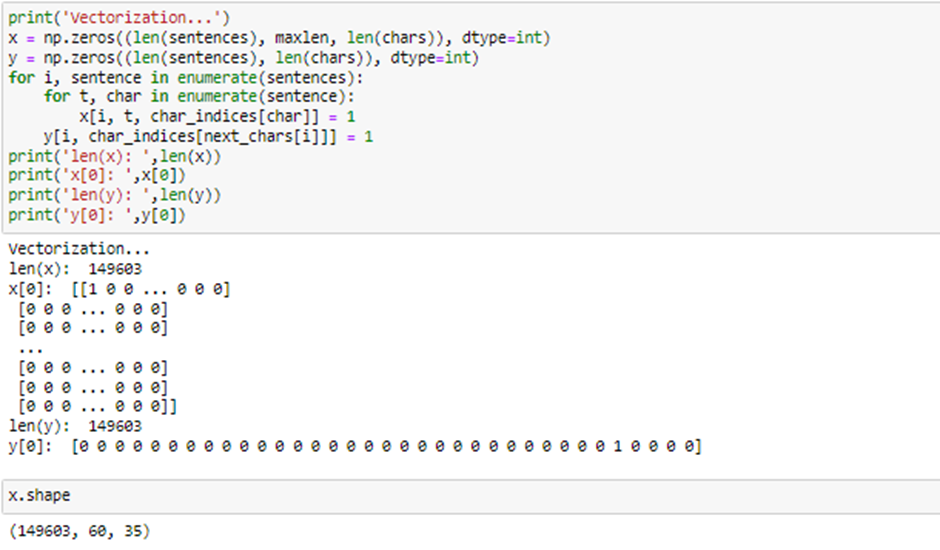 print('Vectorization...')
x = np.zeros((len(sentences), maxlen, len(chars)), dtype=int)
y = np.zeros((len(sentences), len(chars)), dtype=int)
for i, sentence in enumerate(sentences):
    for t, char in enumerate(sentence):
        x[i, t, char_indices[char]] = 1
    y[i, char_indices[next_chars[i]]] = 1
print('len(x): ',len(x))
print('x[0]: ',x[0])
print('len(y): ',len(y))
print('y[0]: ',y[0])
Vectorization...
len(x):  149603
x[0]:  [[1 0 0 ... 0 0 0]
 [0 0 0 ... 0 0 0]
 [0 0 0 ... 0 0 0]
 ...
 [0 0 0 ... 0 0 0]
 [0 0 0 ... 0 0 0]
 [0 0 0 ... 0 0 0]]
len(y):  149603
y[0]:  [0 0 0 0 0 0 0 0 0 0 0 0 0 0 0 0 0 0 0 0 0 0 0 0 0 0 0 0 0 0 1 0 0 0 0]
x.shape
(149603, 60, 35)